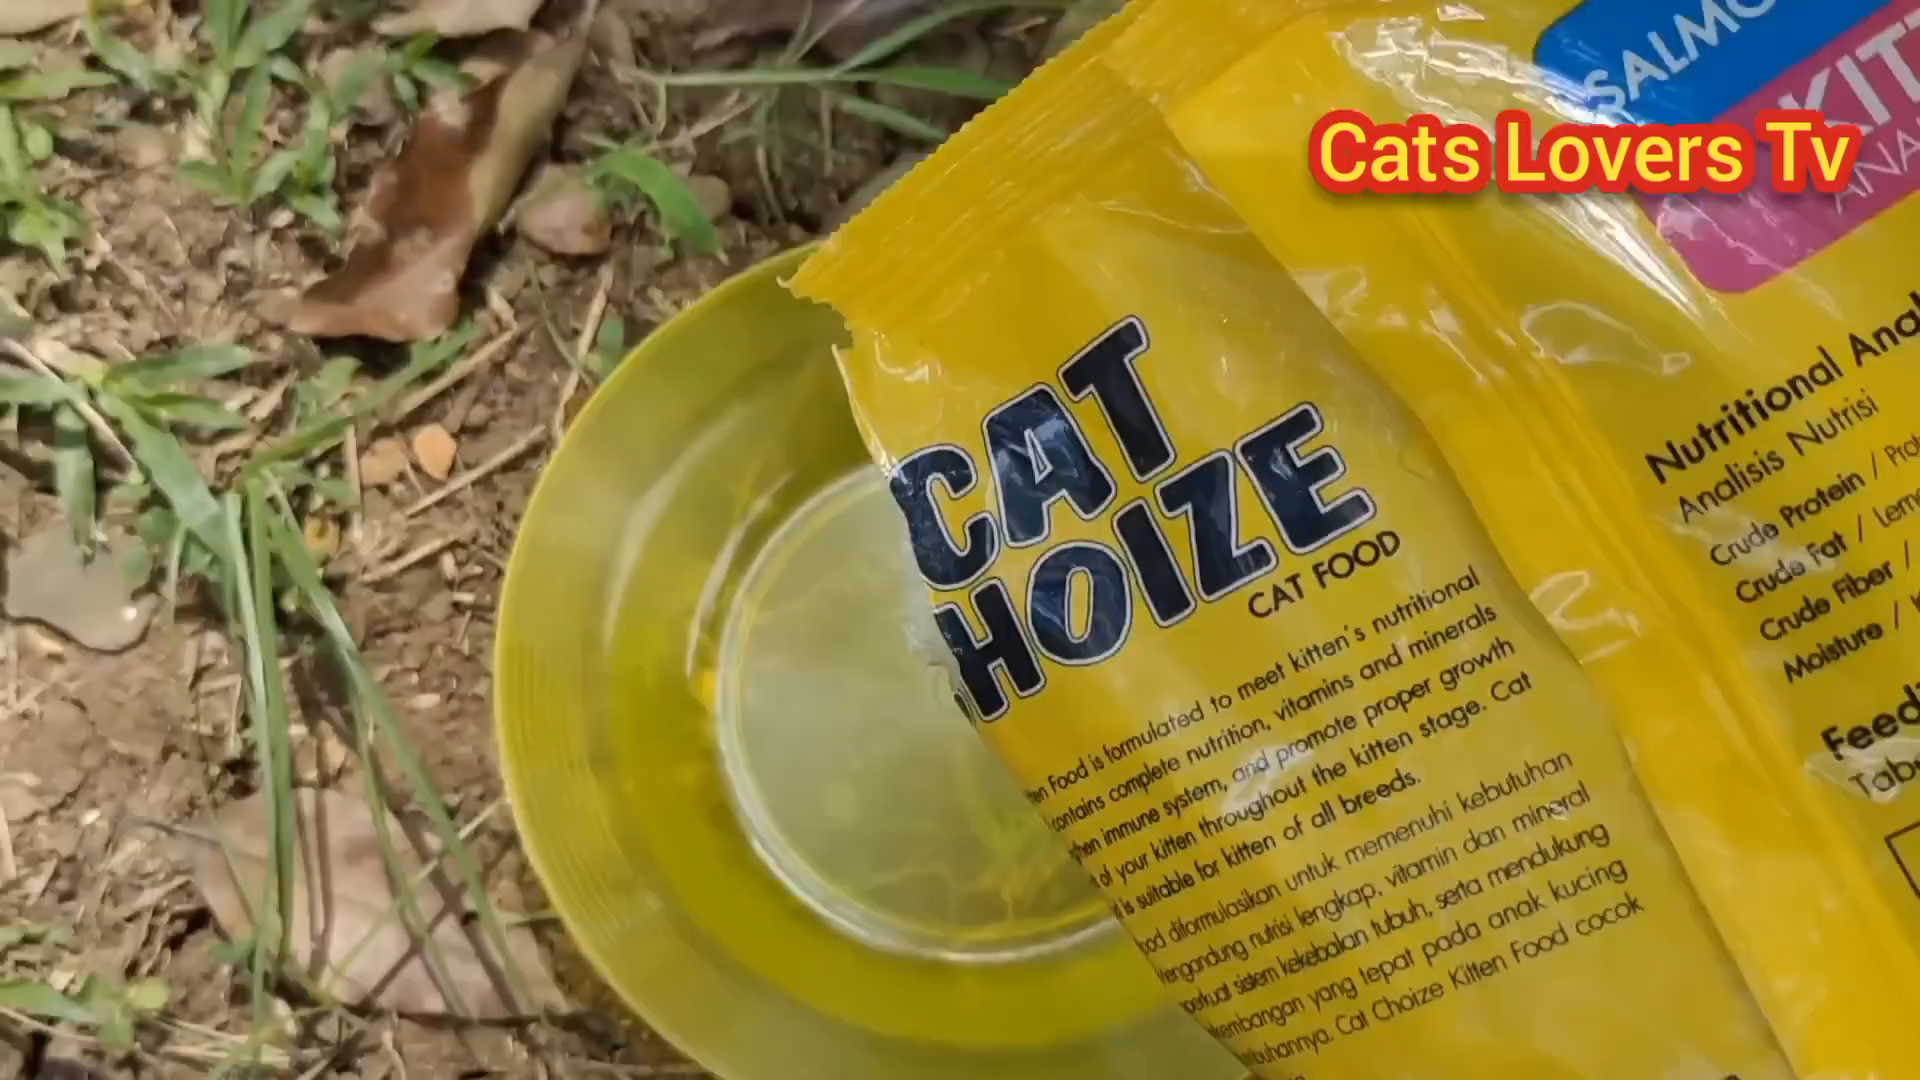 SALMO
KIT
ANA
Cats Lovers Tv
CAT
HOIZE
CAT FOOD
Food is formulated to meet kitten's nutritional
contains complete nutrition, vitamins and minerals
immune system, and promote proper growth
of your kitten throughout the kitten stage. Cat
is suitable for kitten of all breeds.
diformulasikan untuk memenuhi kebutuhan
nutrisi lengkap, vitamin dan mineral
sistem kekebalan tubuh, serta mendukung
yang tepat pada anak kucing
Cat Choize Kitten Food cocok
Nutritional Anal
Analisis Nutrisi
Crude Protein / Prot
Crude Fat / Lem
Crude Fiber /
Moisture / K
Feed
Tab